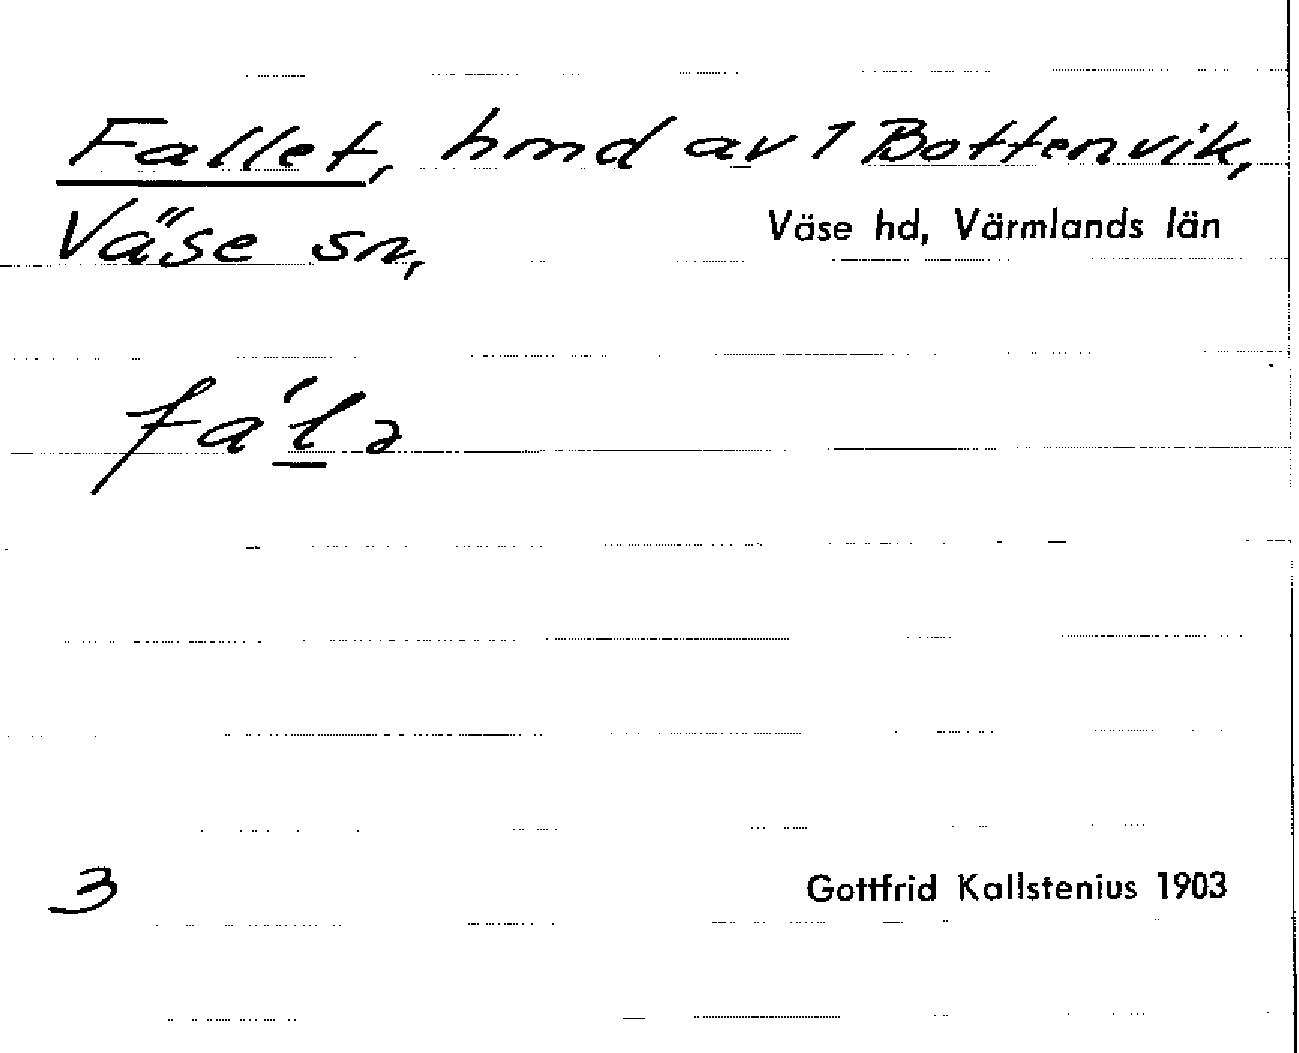 Fallet, hmd av 1 Bottenvik,
Väse sn, Väse hd, Värmlands län
fa'lə
3 Gottfrid Kallstenius 1903